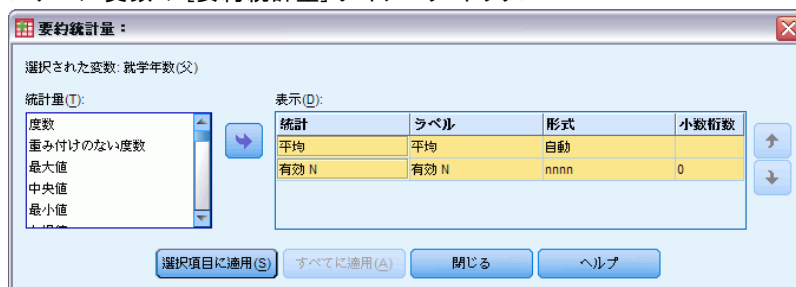 要約統計量：
選択された変数: 就学年数(父)
統計量(T):
表示(D):
度数
重み付けのない度数
最大値
中央値
最小値
統計 ラベル 形式 小数桁数
平均 平均 自動
有効 N 有効 N nnnn 0
選択項目に適用(S) すべてに適用(A) 閉じる ヘルプ